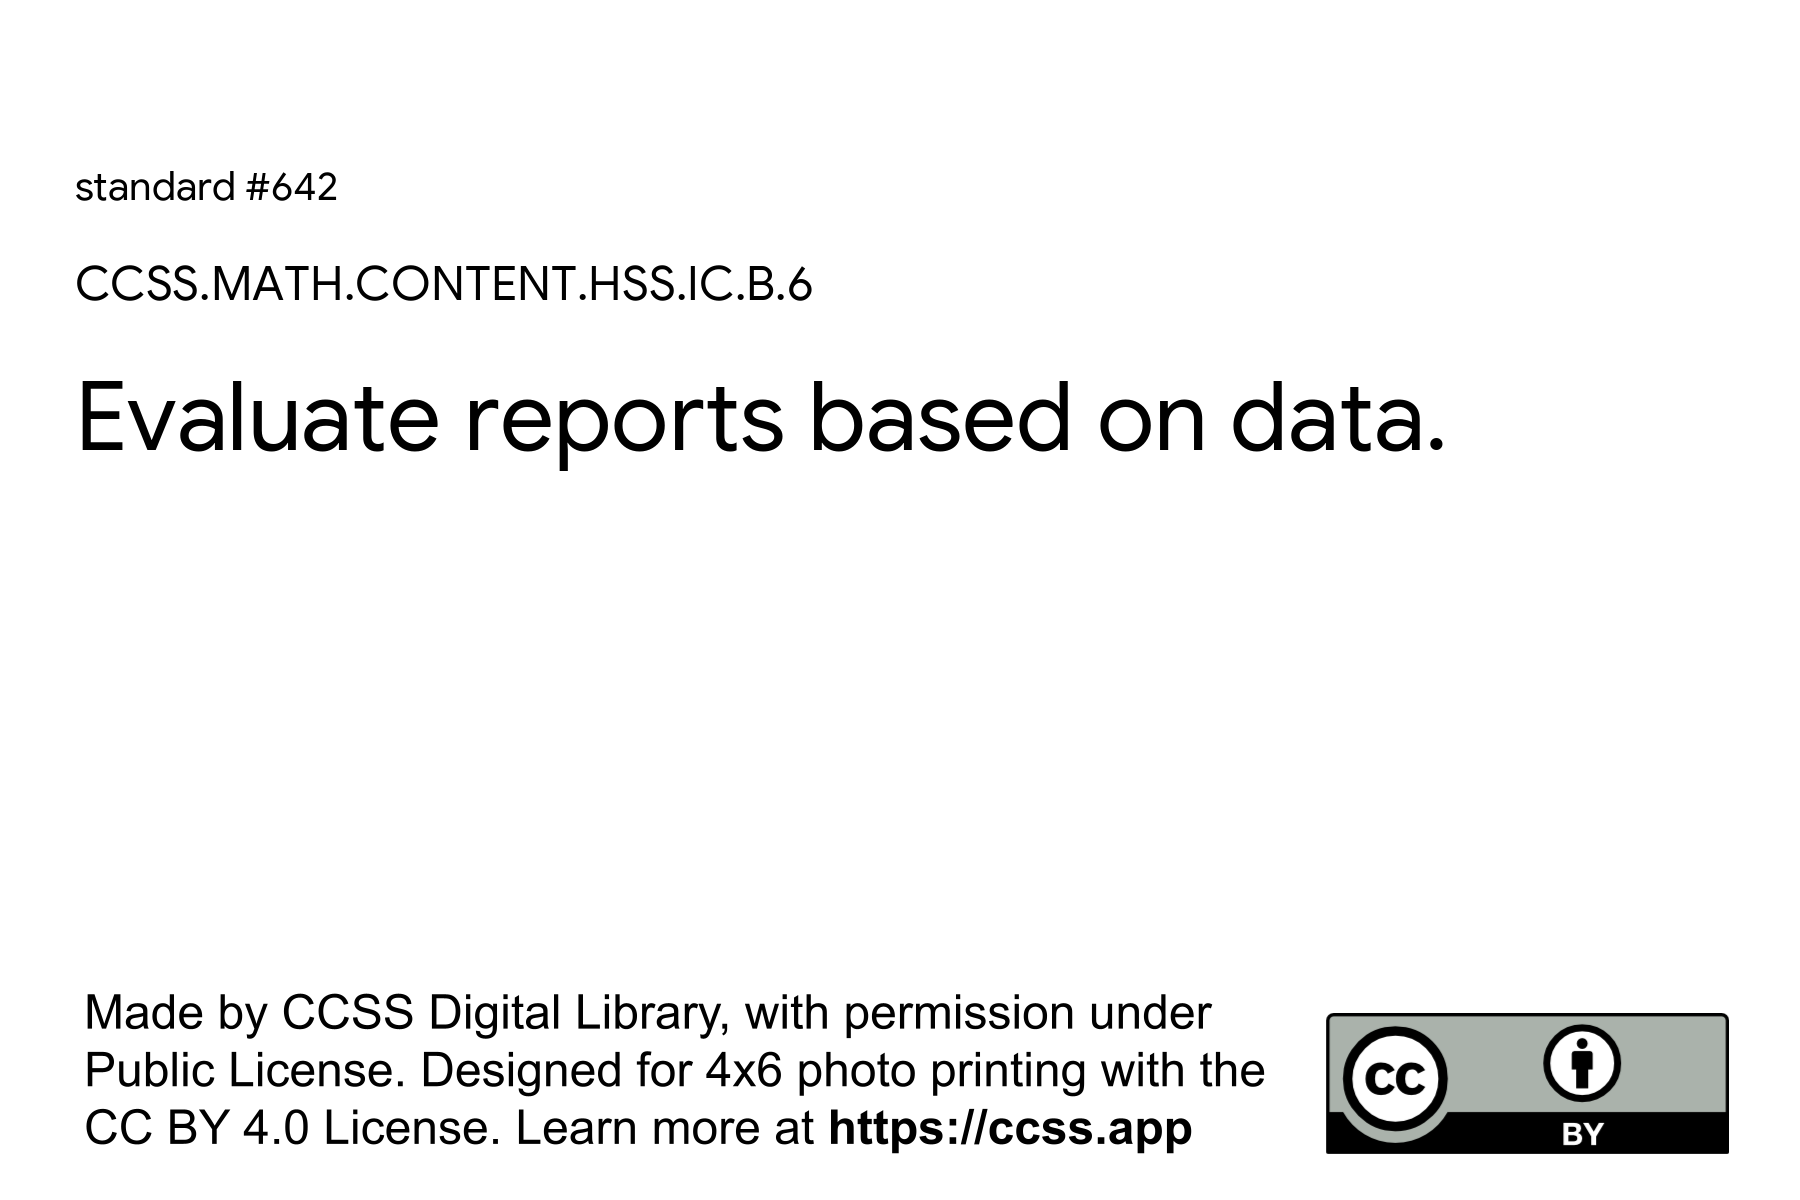 standard #642
CCSS.MATH.CONTENT.HSS.IC.B.6
Evaluate reports based on data.
Made by CCSS Digital Library, with permission under
Public License. Designed for 4x6 photo printing with the
CC BY 4.0 License. Learn more at https://ccss.app
CC
BY